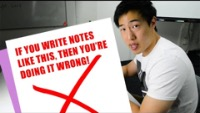 IF YOU WRITE NOTES
LIKE THIS, THEN YOU'RE
DOING IT WRONG!